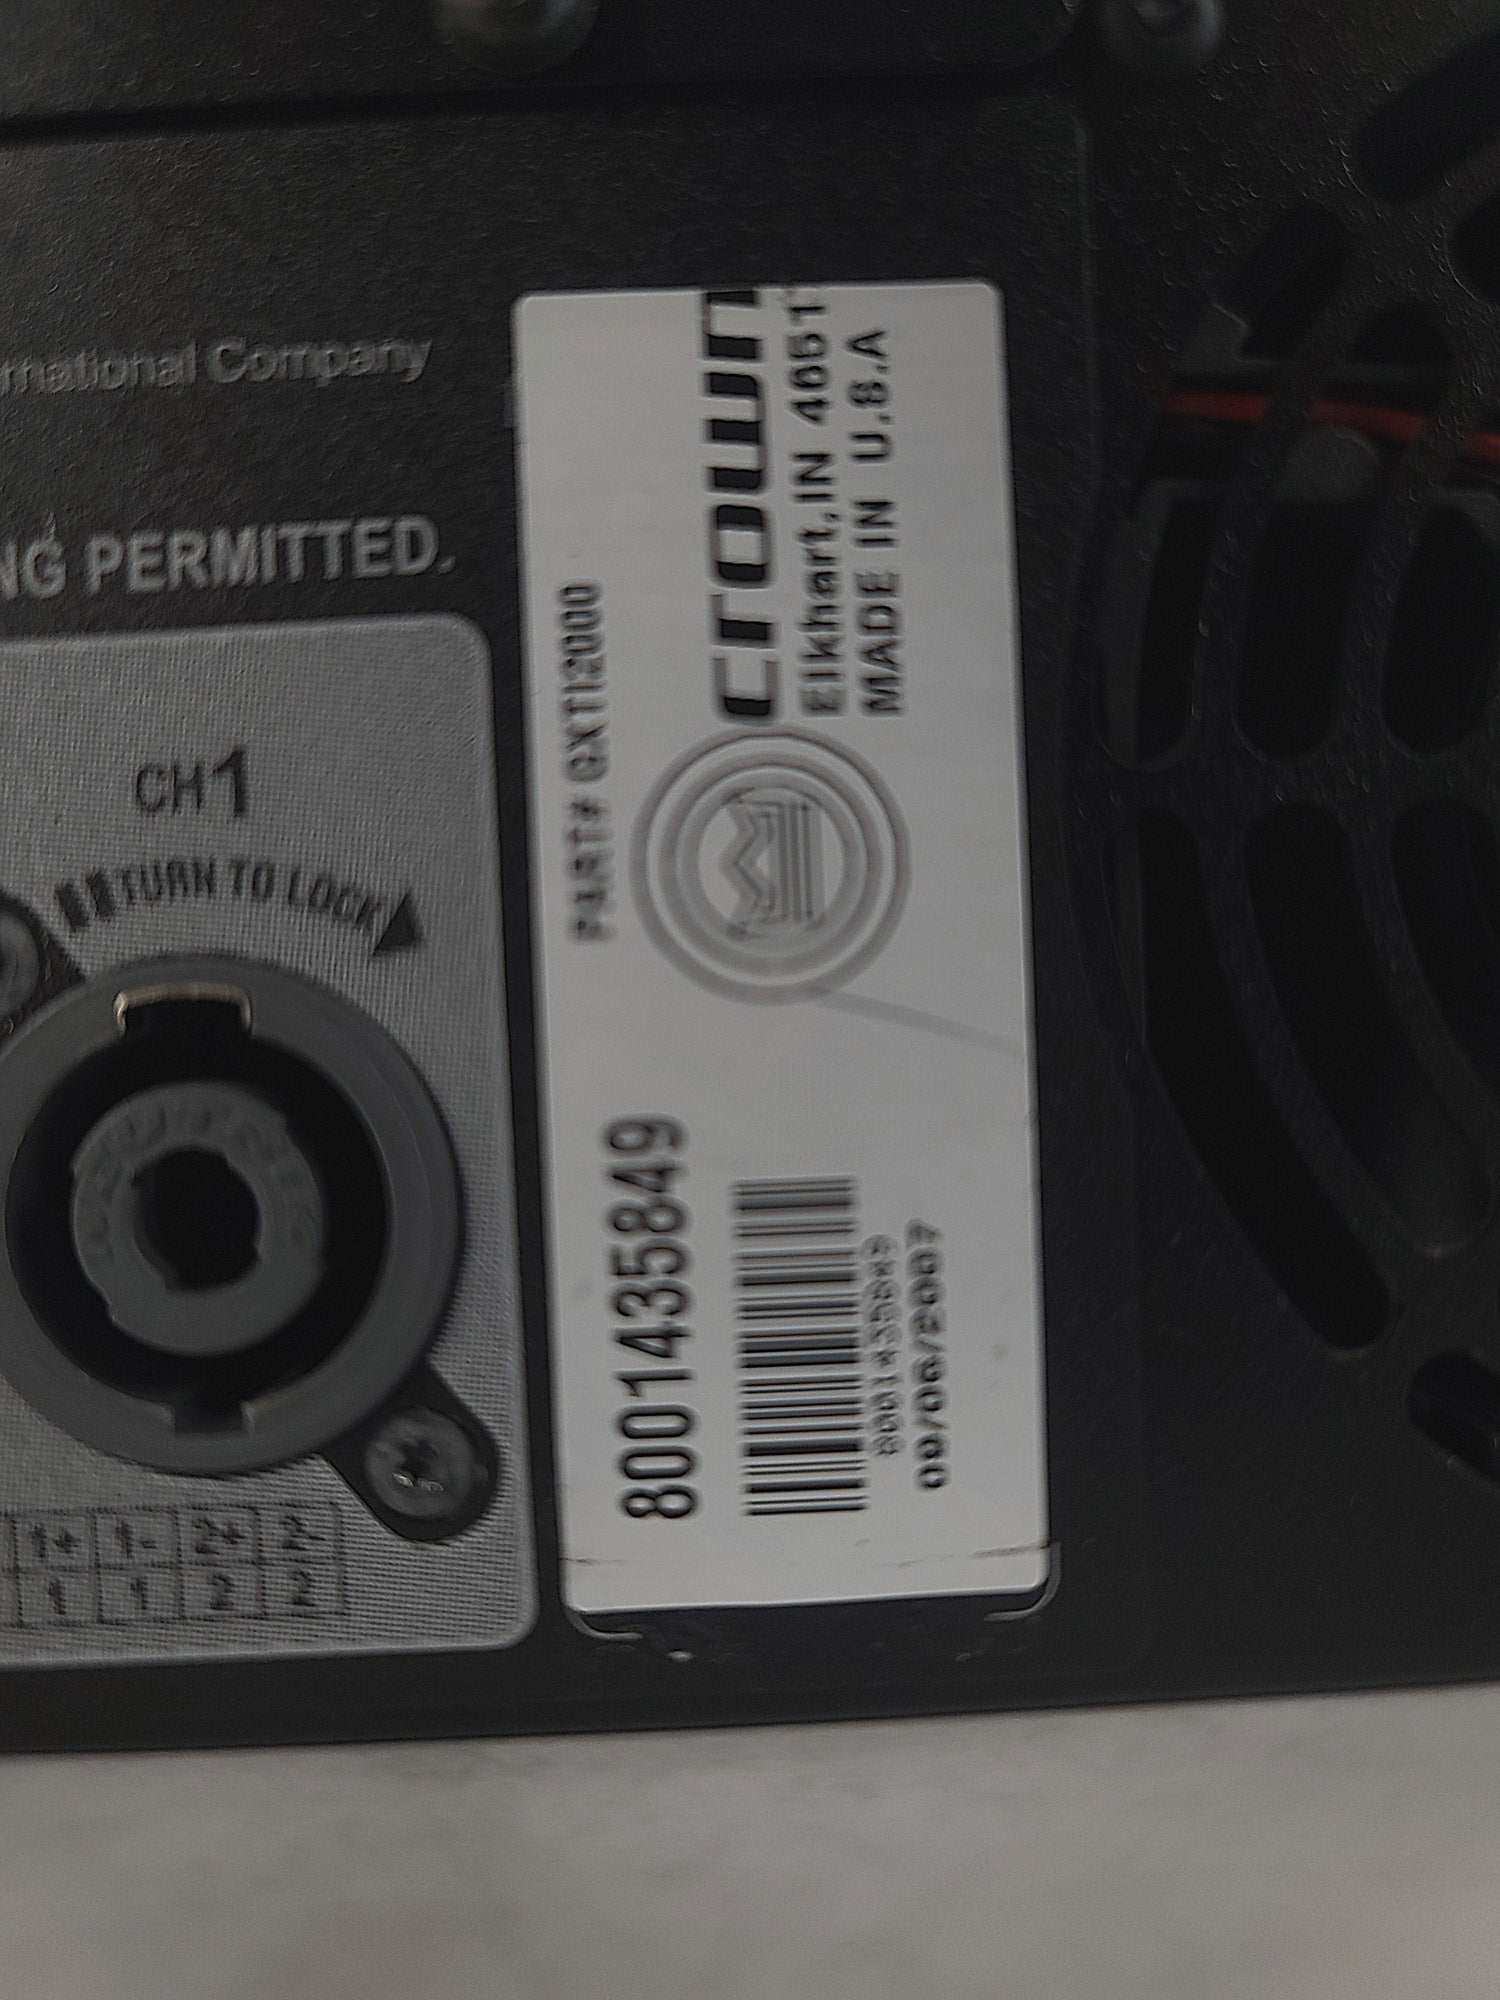 rnational Company
NG PERMITTED.
CH1
TURN TO LOCK
1+ 1- 2+ 2-
1 1 2 2
PART# GXTI2000
crown
Elkhart, IN 4651
MADE IN U.S.A
8001435849
8001435849
09/06/2007